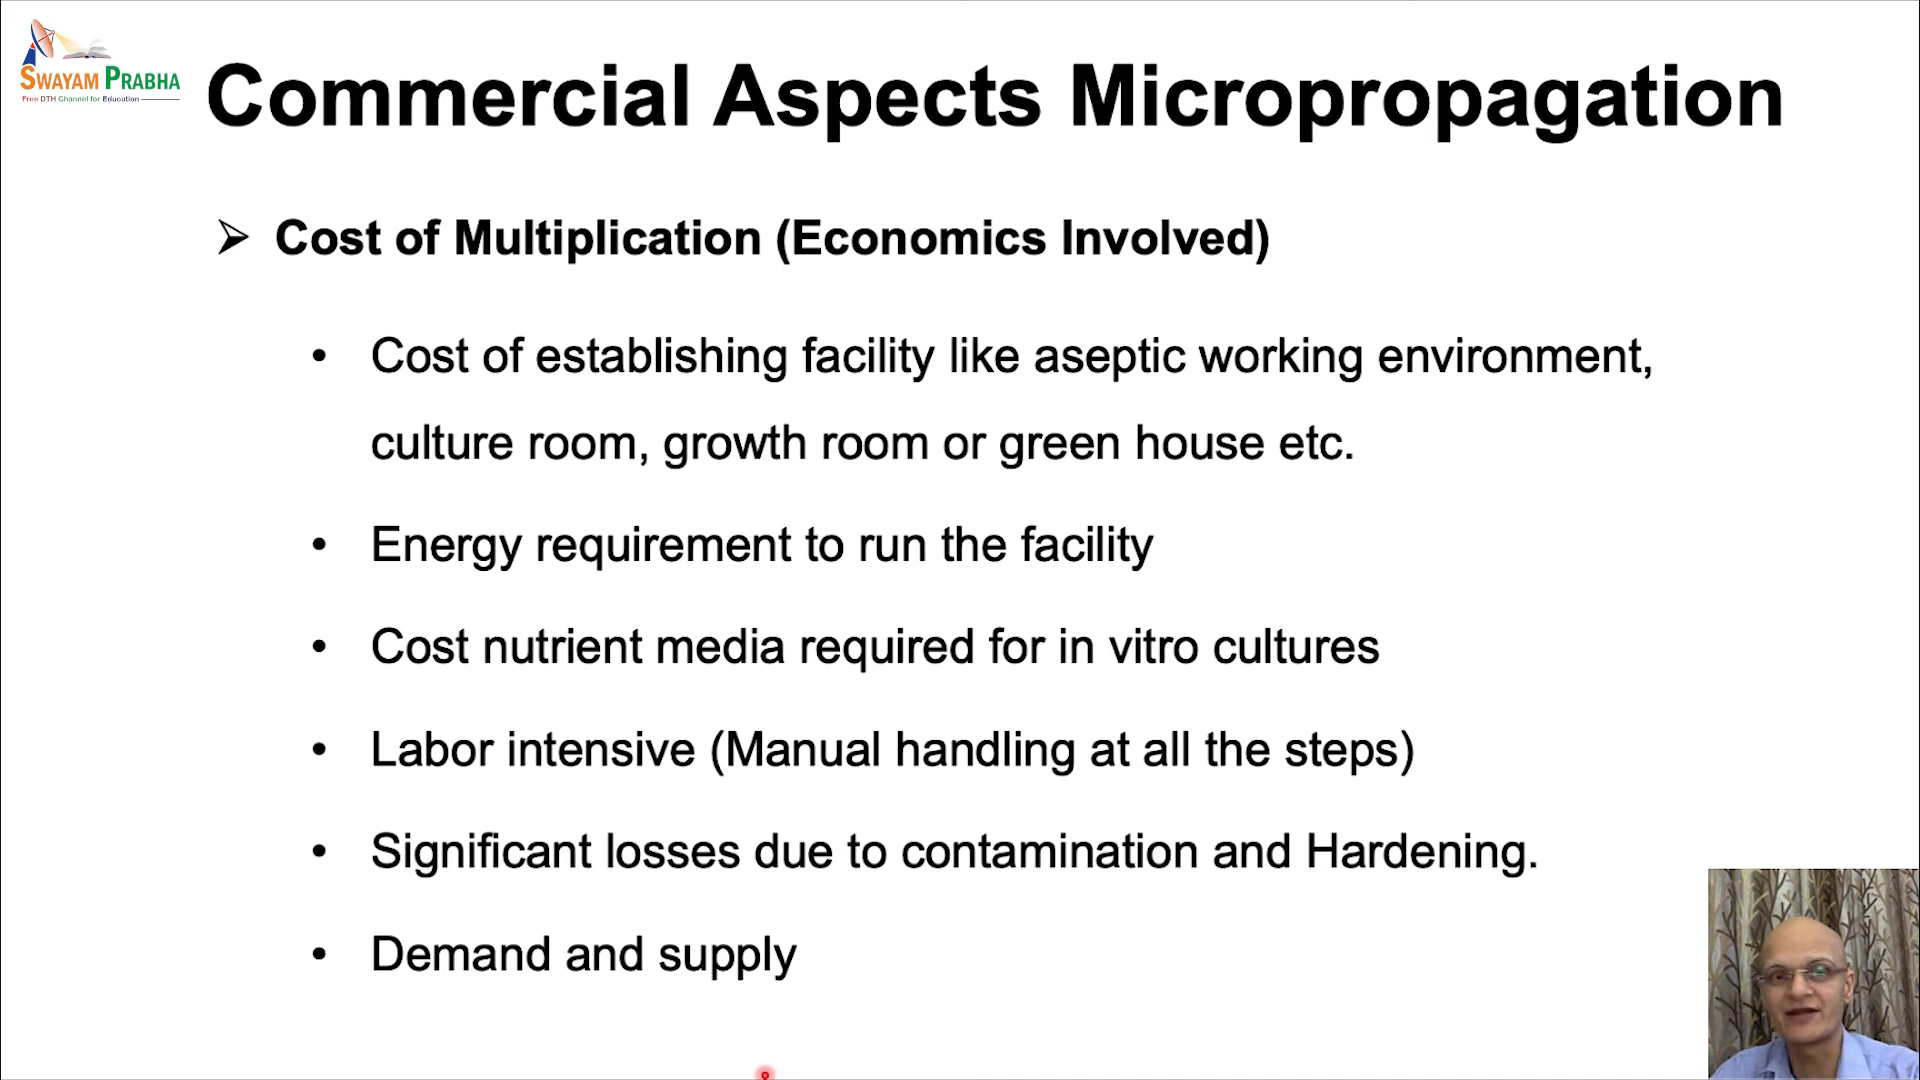 SWAYAM PRABHA
Free DTH Channel for Education
Commercial Aspects Micropropagation
➢ Cost of Multiplication (Economics Involved)
• Cost of establishing facility like aseptic working environment,
culture room, growth room or green house etc.
• Energy requirement to run the facility
• Cost nutrient media required for in vitro cultures
• Labor intensive (Manual handling at all the steps)
• Significant losses due to contamination and Hardening.
• Demand and supply